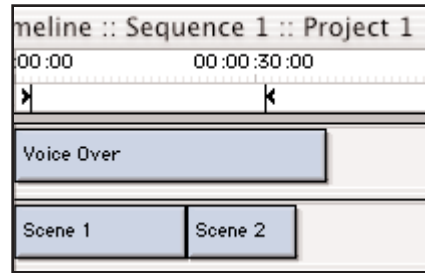 meline :: Sequence 1 :: Project 1
:00:00 00:00:30:00
Voice Over
Scene 1 Scene 2